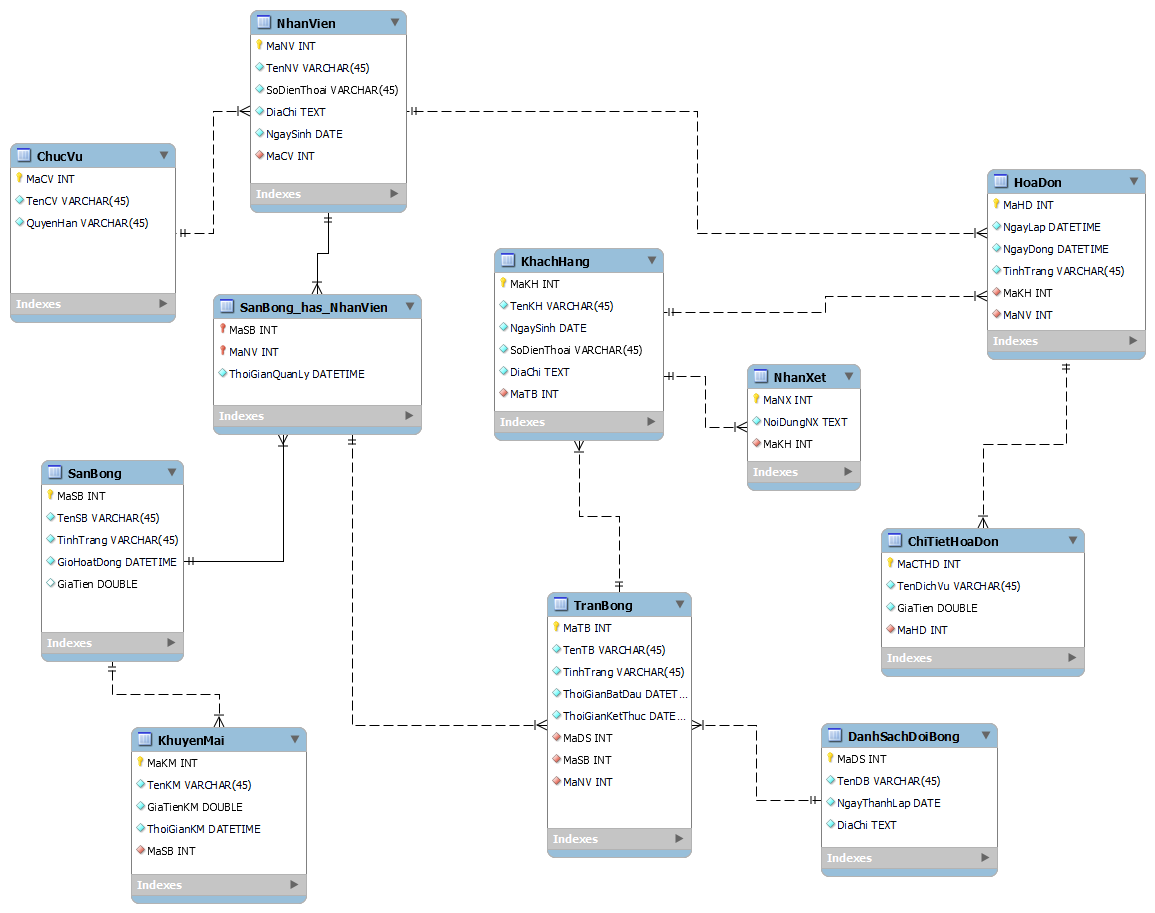 NhanVien
MaNV INT
TenNV VARCHAR(45)
SoDienThoai VARCHAR(45)
DiaChi TEXT
NgaySinh DATE
MaCV INT
Indexes
ChucVu
MaCV INT
TenCV VARCHAR(45)
QuyenHan VARCHAR(45)
Indexes
HoaDon
MaHD INT
NgayLap DATETIME
NgayDong DATETIME
TinhTrang VARCHAR(45)
MaKH INT
MaNV INT
Indexes
KhachHang
MaKH INT
TenKH VARCHAR(45)
NgaySinh DATE
SoDienThoai VARCHAR(45)
DiaChi TEXT
MaTB INT
Indexes
SanBong_has_NhanVien
MaSB INT
MaNV INT
ThoiGianQuanLy DATETIME
Indexes
NhanXet
MaNX INT
NoiDungNX TEXT
MaKH INT
Indexes
SanBong
MaSB INT
TenSB VARCHAR(45)
TinhTrang VARCHAR(45)
GioHoatDong DATETIME
GiaTien DOUBLE
Indexes
ChiTietHoaDon
MaCTHD INT
TenDichVu VARCHAR(45)
GiaTien DOUBLE
MaHD INT
Indexes
TranBong
MaTB INT
TenTB VARCHAR(45)
TinhTrang VARCHAR(45)
ThoiGianBatDau DATET...
ThoiGianKetThuc DATE...
MaDS INT
MaSB INT
MaNV INT
Indexes
KhuyenMai
MaKM INT
TenKM VARCHAR(45)
GiaTienKM DOUBLE
ThoiGianKM DATETIME
MaSB INT
Indexes
DanhSachDoiBong
MaDS INT
TenDB VARCHAR(45)
NgayThanhLap DATE
DiaChi TEXT
Indexes